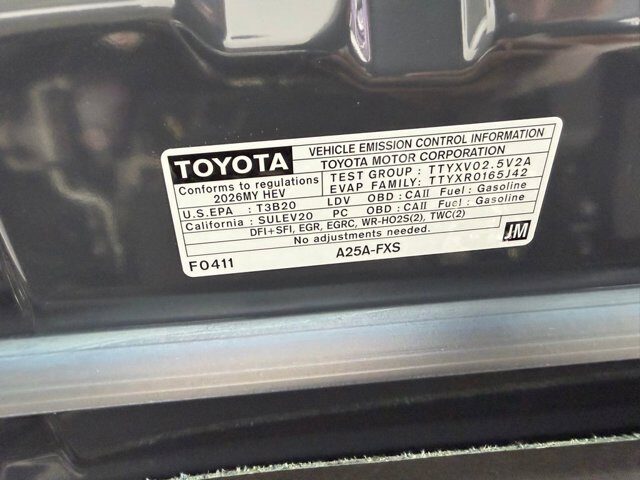 TOYOTA
VEHICLE EMISSION CONTROL INFORMATION
TOYOTA MOTOR CORPORATION
Conforms to regulations
2026MY HEV
TEST GROUP : TTYXV02.5V2A
EVAP FAMILY: TTYXR0165J42
U.S.EPA : T3B20 LDV OBD : CAII Fuel : Gasoline
California : SULEV20 PC OBD : CAII Fuel : Gasoline
DFI+SFI, EGR, EGRC, WR-HO2S(2), TWC(2)
No adjustments needed.
F0411 A25A-FXS JM